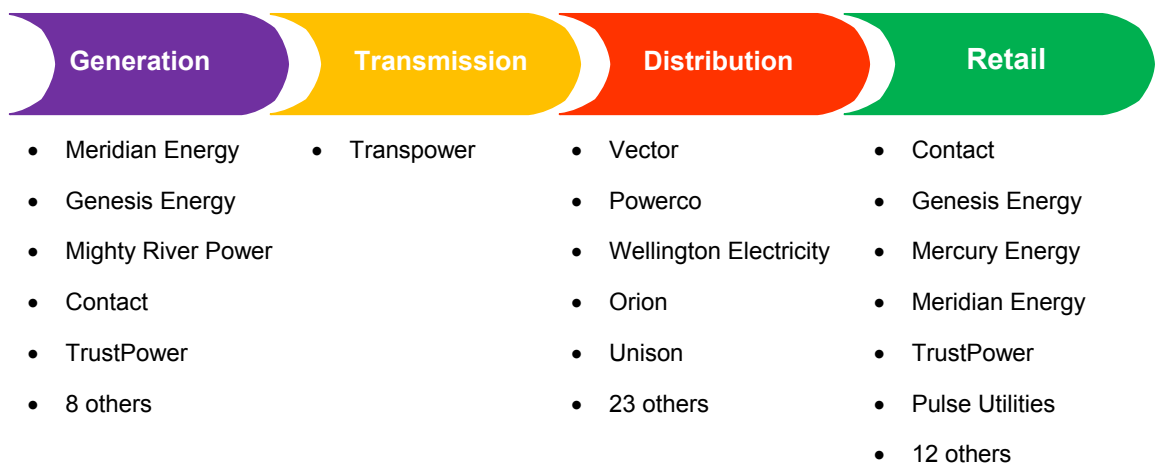 Generation
Transmission
Distribution
Retail
• Meridian Energy
• Genesis Energy
• Mighty River Power
• Contact
• TrustPower
• 8 others
• Transpower
• Vector
• Powerco
• Wellington Electricity
• Orion
• Unison
• 23 others
• Contact
• Genesis Energy
• Mercury Energy
• Meridian Energy
• TrustPower
• Pulse Utilities
• 12 others